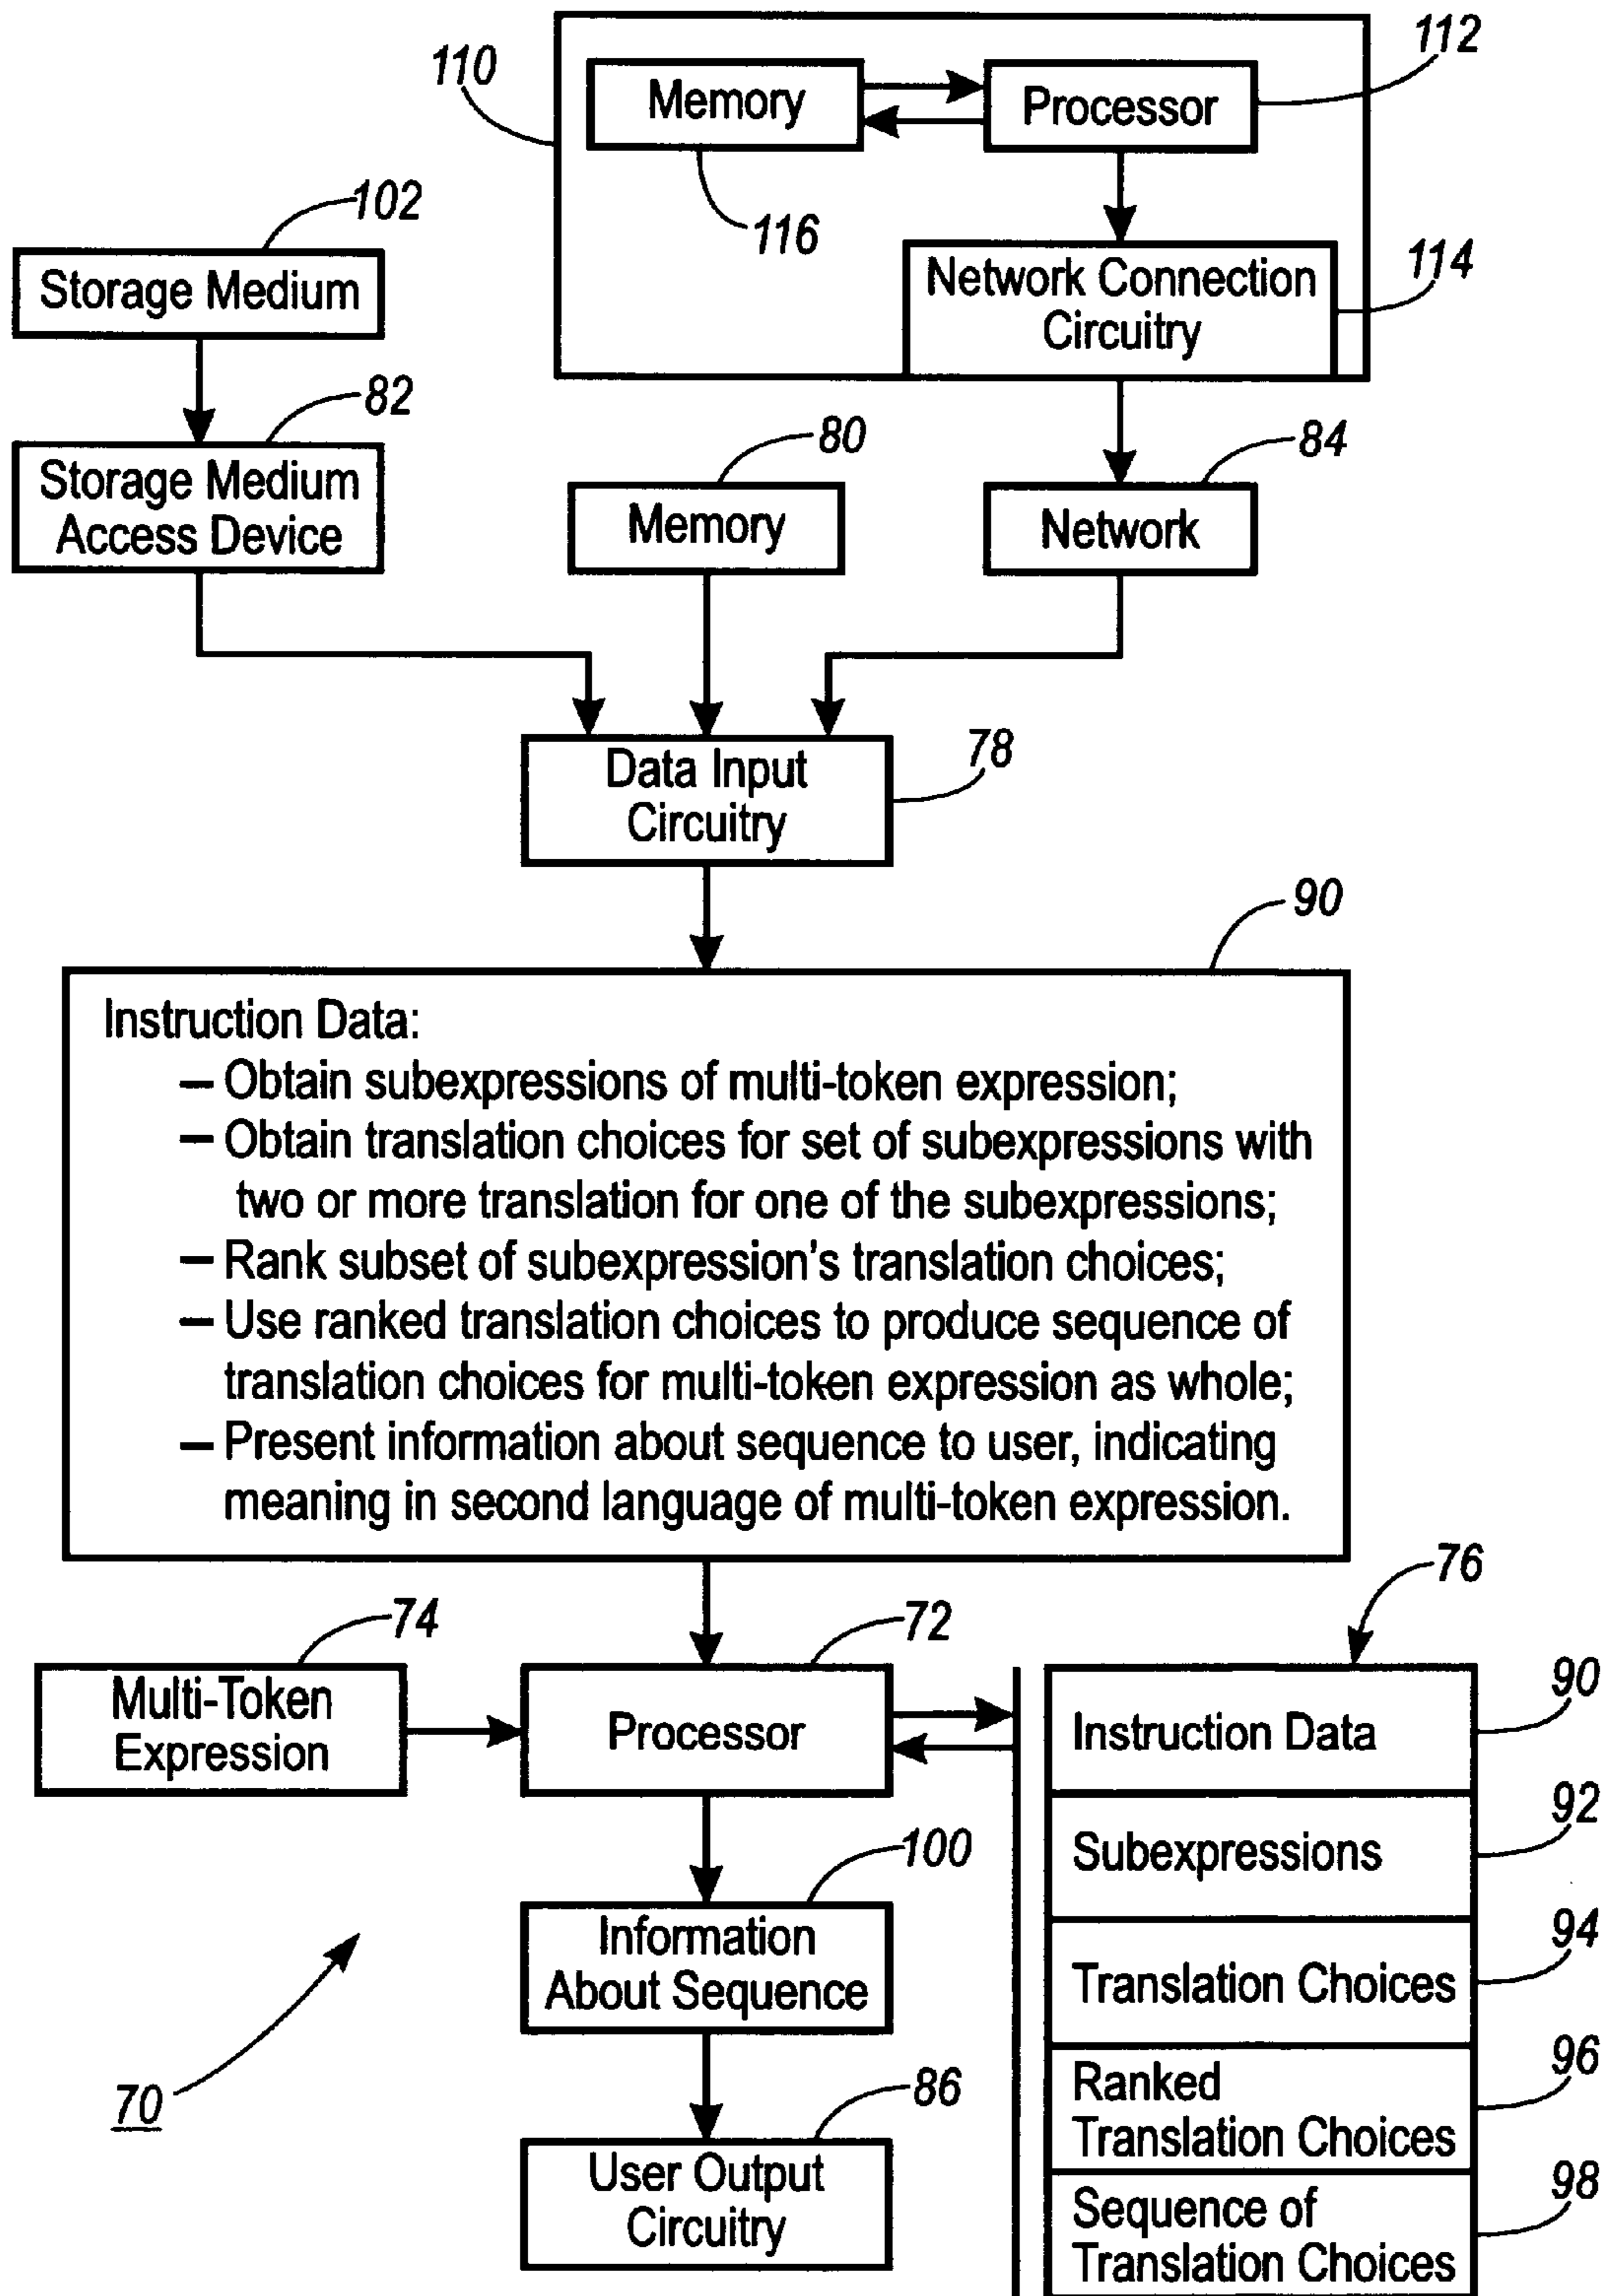 110
112
Memory
Processor
116
102
Storage Medium
Network Connection
Circuitry
114
82
Storage Medium
Access Device
80
Memory
84
Network
Data Input
Circuitry
78
90
Instruction Data:
– Obtain subexpressions of multi-token expression;
– Obtain translation choices for set of subexpressions with
two or more translation for one of the subexpressions;
– Rank subset of subexpression's translation choices;
– Use ranked translation choices to produce sequence of
translation choices for multi-token expression as whole;
– Present information about sequence to user, indicating
meaning in second language of multi-token expression.
76
74
Multi-Token
Expression
72
Processor
90
Instruction Data
92
Subexpressions
100
Information
About Sequence
94
Translation Choices
96
Ranked
Translation Choices
70
86
User Output
Circuitry
98
Sequence of
Translation Choices